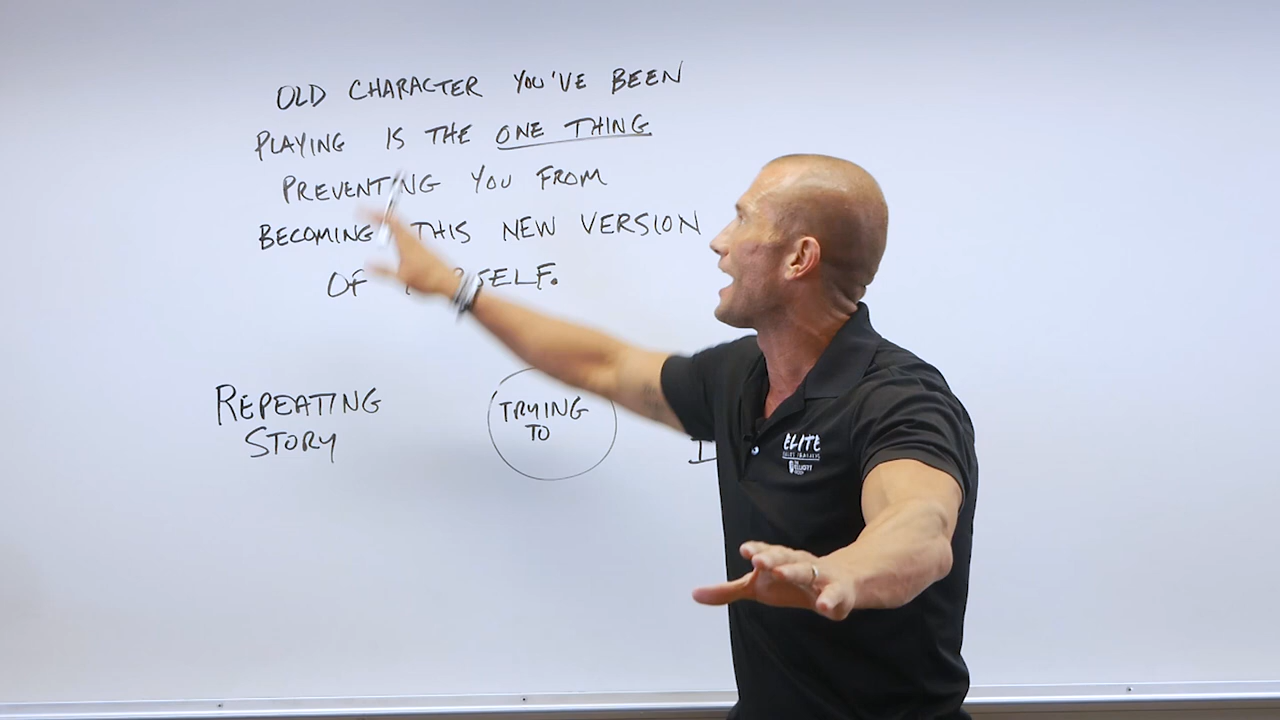 OLD CHARACTER YOU'VE BEEN
PLAYING IS THE ONE THING
PREVENTING YOU FROM
BECOMING THIS NEW VERSION
OF
REPEATING
STORY
TRYING
TO
ELITE